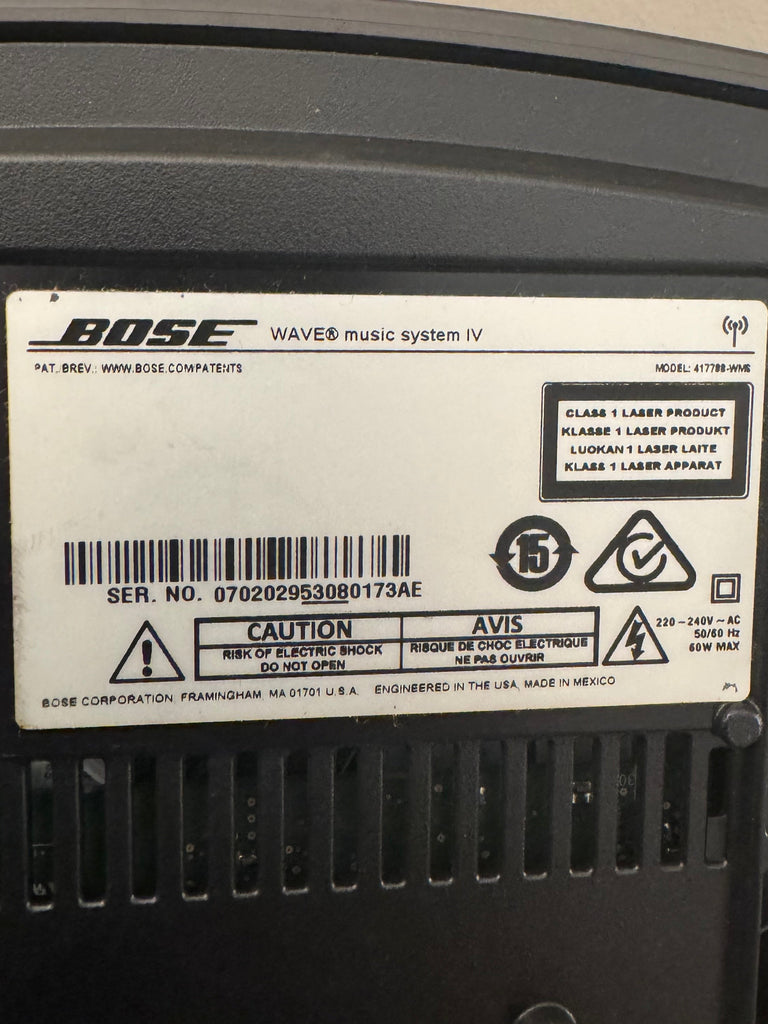 BOSE WAVE® music system IV
PAT. BREV.: WWW.BOSE.COM/PATENTS MODEL: 417788-WMS
CLASS 1 LASER PRODUCT
KLASSE 1 LASER PRODUKT
LUOKAN 1 LASER LAITE
KLASS 1 LASER APPARAT
15
SER. NO. 070202953080173AE
CAUTION
RISK OF ELECTRIC SHOCK
DO NOT OPEN
AVIS
RISQUE DE CHOC ELECTRIQUE
NE PAS OUVRIR
220-240V ~ AC
50/60 Hz
60W MAX
BOSE CORPORATION, FRAMINGHAM, MA 01701 U.S.A. ENGINEERED IN THE USA, MADE IN MEXICO